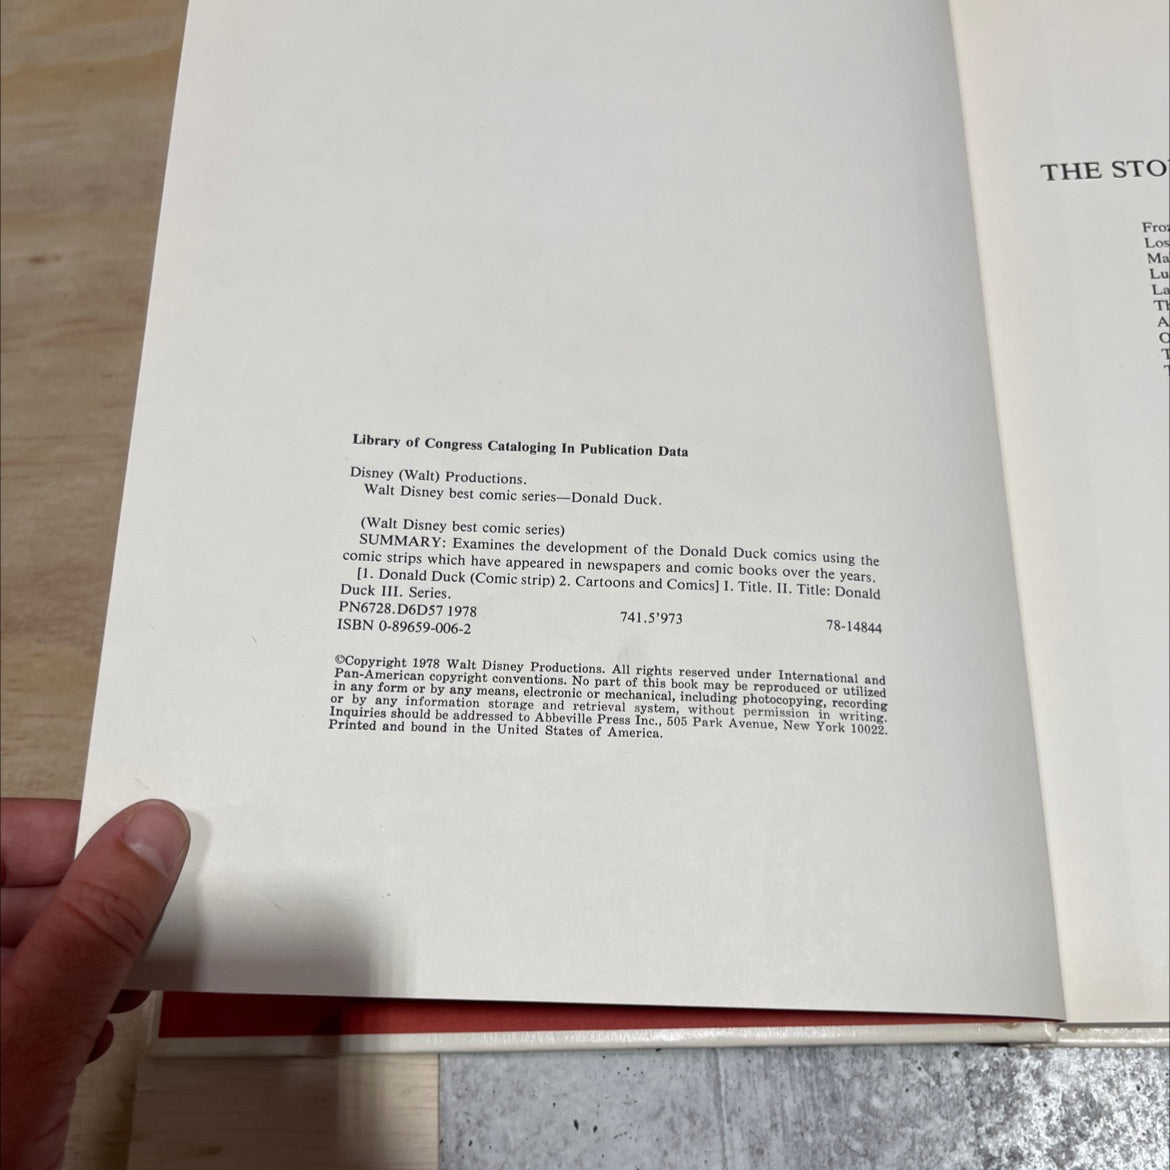 Library of Congress Cataloging In Publication Data
Disney (Walt) Productions.
Walt Disney best comic series—Donald Duck.
(Walt Disney best comic series)
SUMMARY: Examines the development of the Donald Duck comics using the
comic strips which have appeared in newspapers and comic books over the years.
[1. Donald Duck (Comic strip) 2. Cartoons and Comics] I. Title. II. Title: Donald
Duck III. Series.
PN6728.D6D57 1978 741.5’973 78-14844
ISBN 0-89659-006-2
©Copyright 1978 Walt Disney Productions. All rights reserved under International and
Pan-American copyright conventions. No part of this book may be reproduced or utilized
in any form or by any means, electronic or mechanical, including photocopying, recording
or by any information storage and retrieval system, without permission in writing.
Inquiries should be addressed to Abbeville Press Inc., 505 Park Avenue, New York 10022.
Printed and bound in the United States of America.
THE STO
Froz
Los
Ma
Lu
La
Th
A
O
T